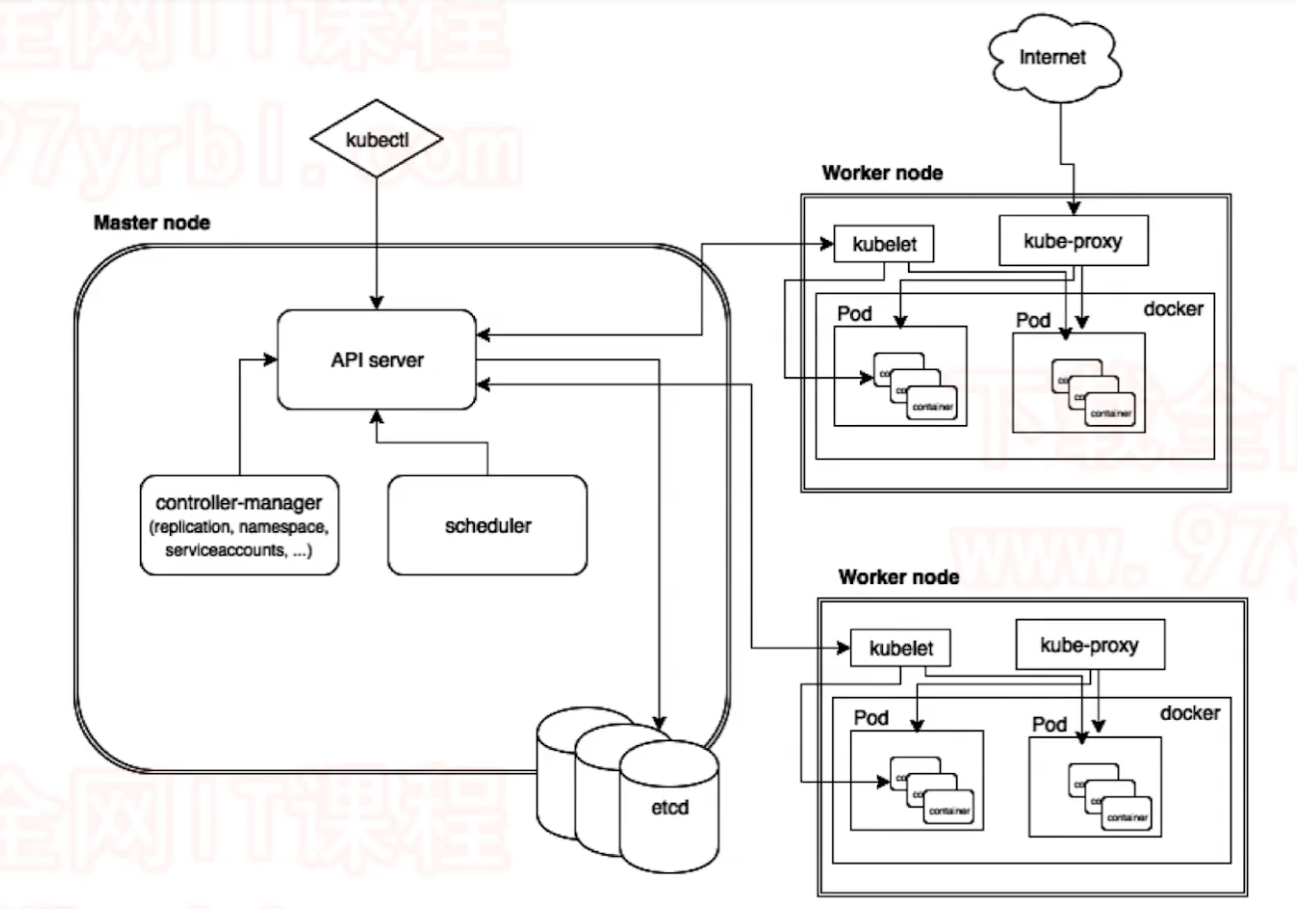 全网IT课程
97yrbl.com
Internet
kubectl
Worker node
Master node
kubelet
kube-proxy
docker
Pod
Pod
API server
container
container
controller-manager
(replication, namespace,
serviceaccounts, ...)
scheduler
下载全网
www.97y
Worker node
kubelet
kube-proxy
docker
Pod
Pod
container
container
etcd
全网IT课程